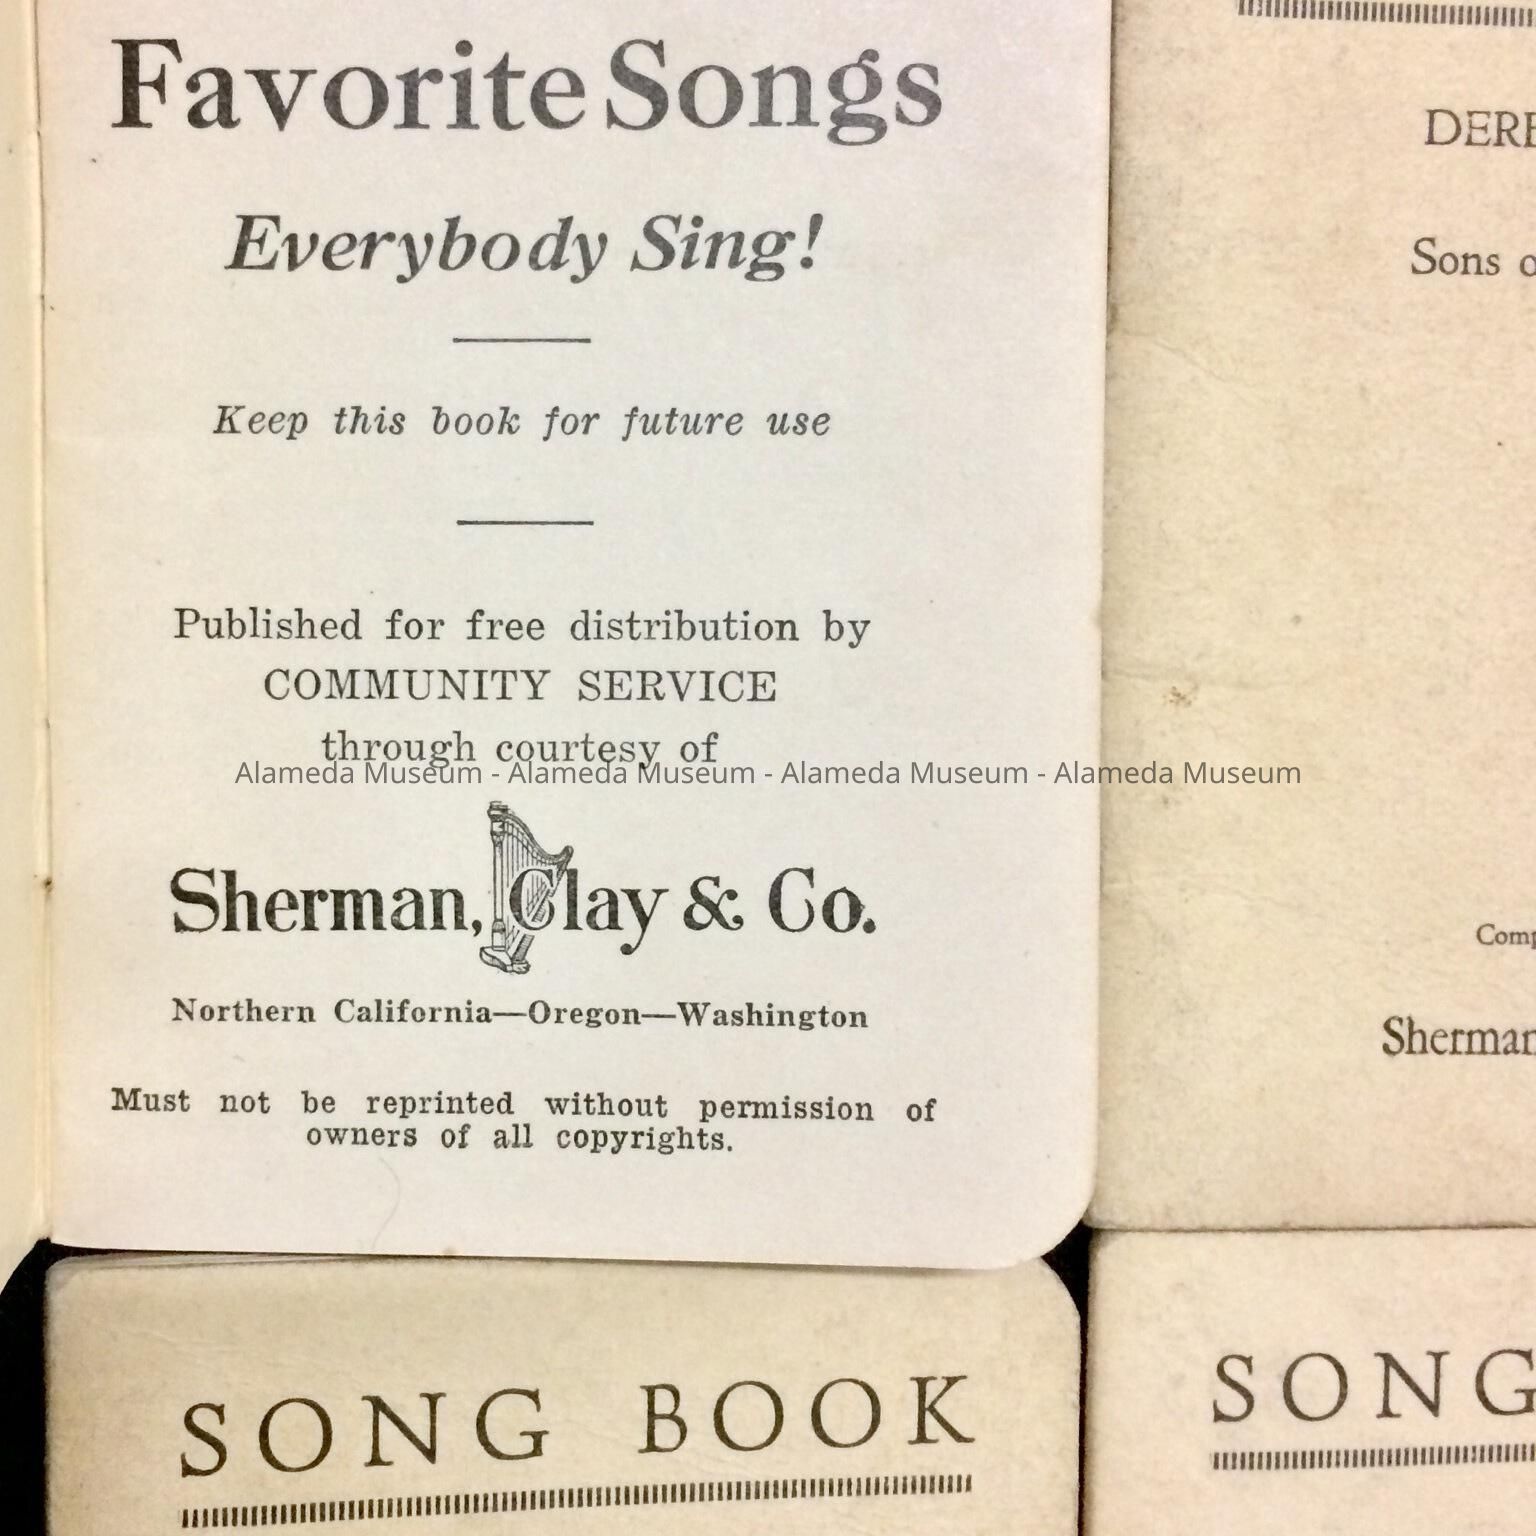 Favorite Songs
Everybody Sing!
Keep this book for future use
Published for free distribution by
COMMUNITY SERVICE
through courtesy of
Alameda Museum - Alameda Museum - Alameda Museum - Alameda Museum
Sherman, Clay & Co.
Northern California—Oregon—Washington
Must not be reprinted without permission of
owners of all copyrights.
Sons
Sherman
SONG BOOK
SONG